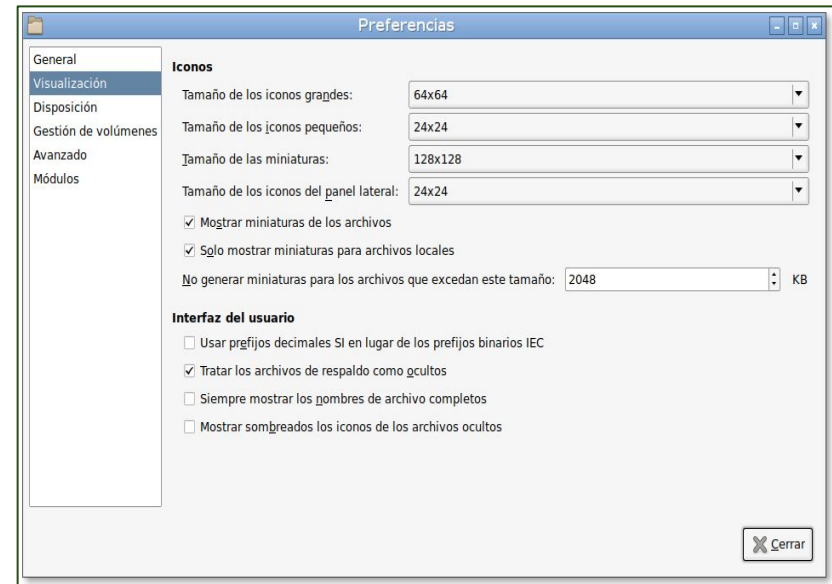 Preferencias
General
Visualización
Disposición
Gestión de volúmenes
Avanzado
Módulos
Iconos
Tamaño de los iconos grandes: 64x64
Tamaño de los iconos pequeños: 24x24
Tamaño de las miniaturas: 128x128
Tamaño de los iconos del panel lateral: 24x24
Mostrar miniaturas de los archivos
Solo mostrar miniaturas para archivos locales
No generar miniaturas para los archivos que excedan este tamaño: 2048 KB
Interfaz del usuario
Usar prefijos decimales SI en lugar de los prefijos binarios IEC
Tratar los archivos de respaldo como ocultos
Siempre mostrar los nombres de archivo completos
Mostrar sombreados los iconos de los archivos ocultos
Cerrar